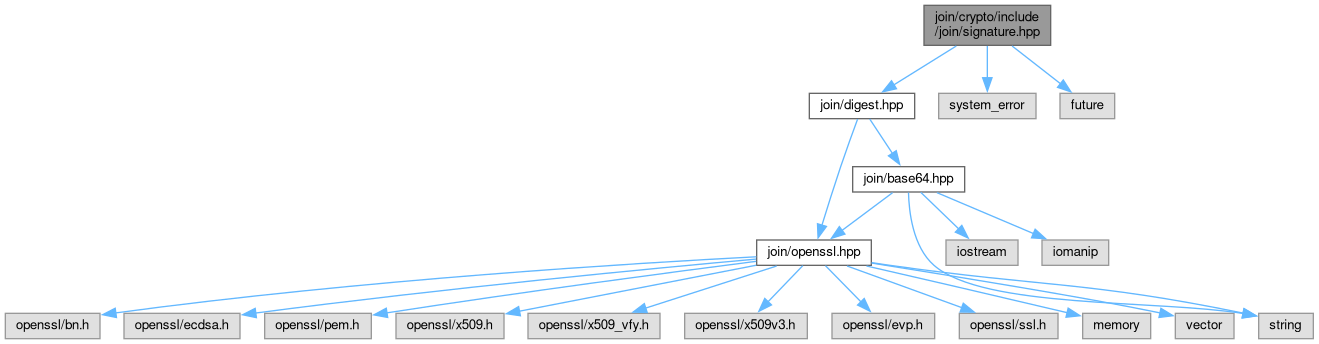 join/crypto/include
/join/signature.hpp
join/digest.hpp
system_error
future
join/base64.hpp
join/openssl.hpp
iostream
iomanip
openssl/bn.h
openssl/ecdsa.h
openssl/pem.h
openssl/x509.h
openssl/x509_vfy.h
openssl/x509v3.h
openssl/evp.h
openssl/ssl.h
memory
vector
string